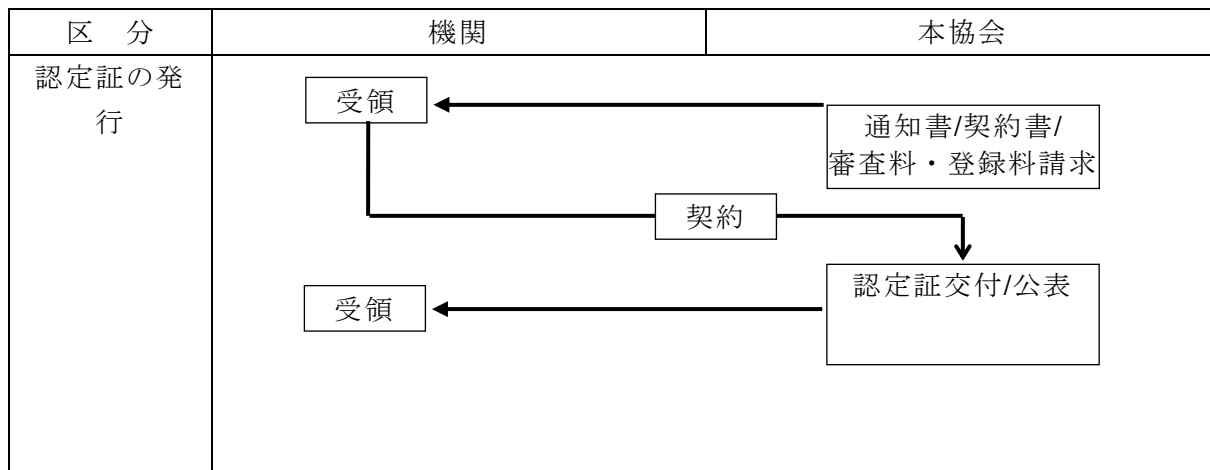 区　分
機関
本協会
認定証の発
行
受領
通知書/契約書/
審査料・登録料請求
契約
認定証交付/公表
受領